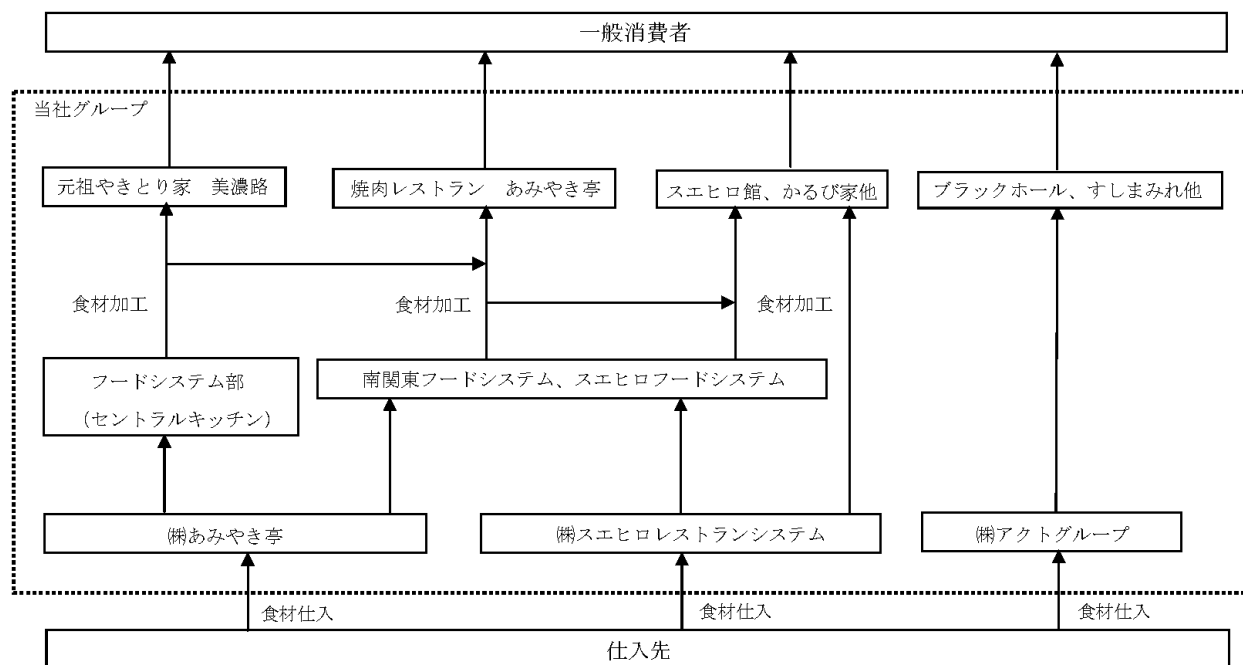 一般消費者
当社グループ
元祖やきとり家　美濃路
焼肉レストラン　あみやき亭
スエヒロ館、かるび家他
ブラックホール、すしまみれ他
食材加工
食材加工
食材加工
フードシステム部
（セントラルキッチン）
南関東フードシステム、スエヒロフードシステム
㈱あみやき亭
㈱スエヒロレストランシステム
㈱アクトグループ
食材仕入
食材仕入
食材仕入
仕入先